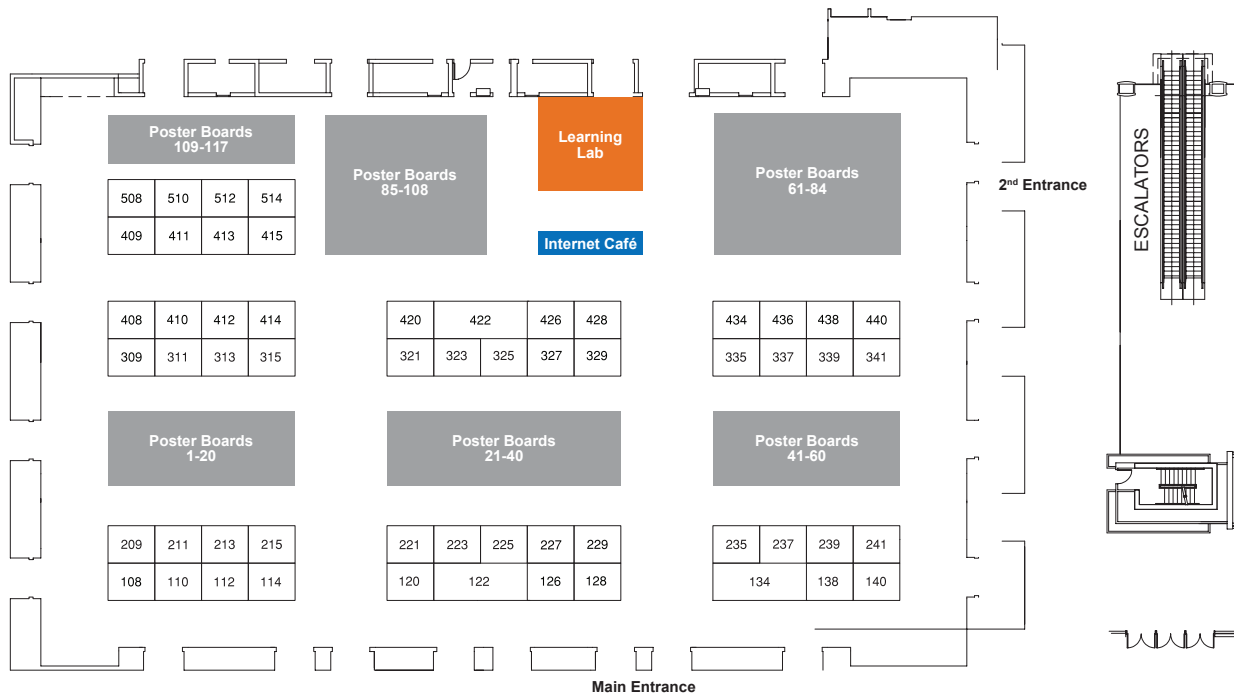 Poster Boards
109-117
Poster Boards
85-108
Learning
Lab
Poster Boards
61-84
2nd Entrance
ESCALATORS
Internet Café
508 510 512 514
409 411 413 415
408 410 412 414
309 311 313 315
420 422 426 428
321 323 325 327 329
434 436 438 440
335 337 339 341
Poster Boards
1-20
Poster Boards
21-40
Poster Boards
41-60
209 211 213 215
108 110 112 114
221 223 225 227 229
120 122 126 128
235 237 239 241
134 138 140
Main Entrance